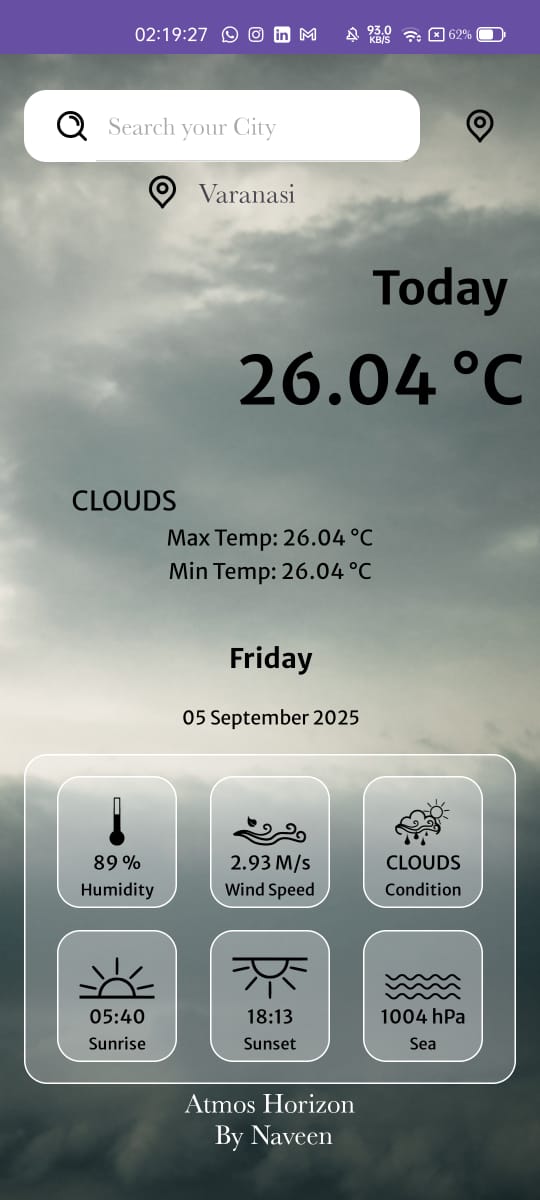 02:19:27 93.0 KB/S 62%
Search your City
Varanasi
Today
26.04 °C
CLOUDS
Max Temp: 26.04 °C
Min Temp: 26.04 °C
Friday
05 September 2025
89 % 2.93 M/s CLOUDS
Humidity Wind Speed Condition
05:40 18:13 1004 hPa
Sunrise Sunset Sea
Atmos Horizon
By Naveen